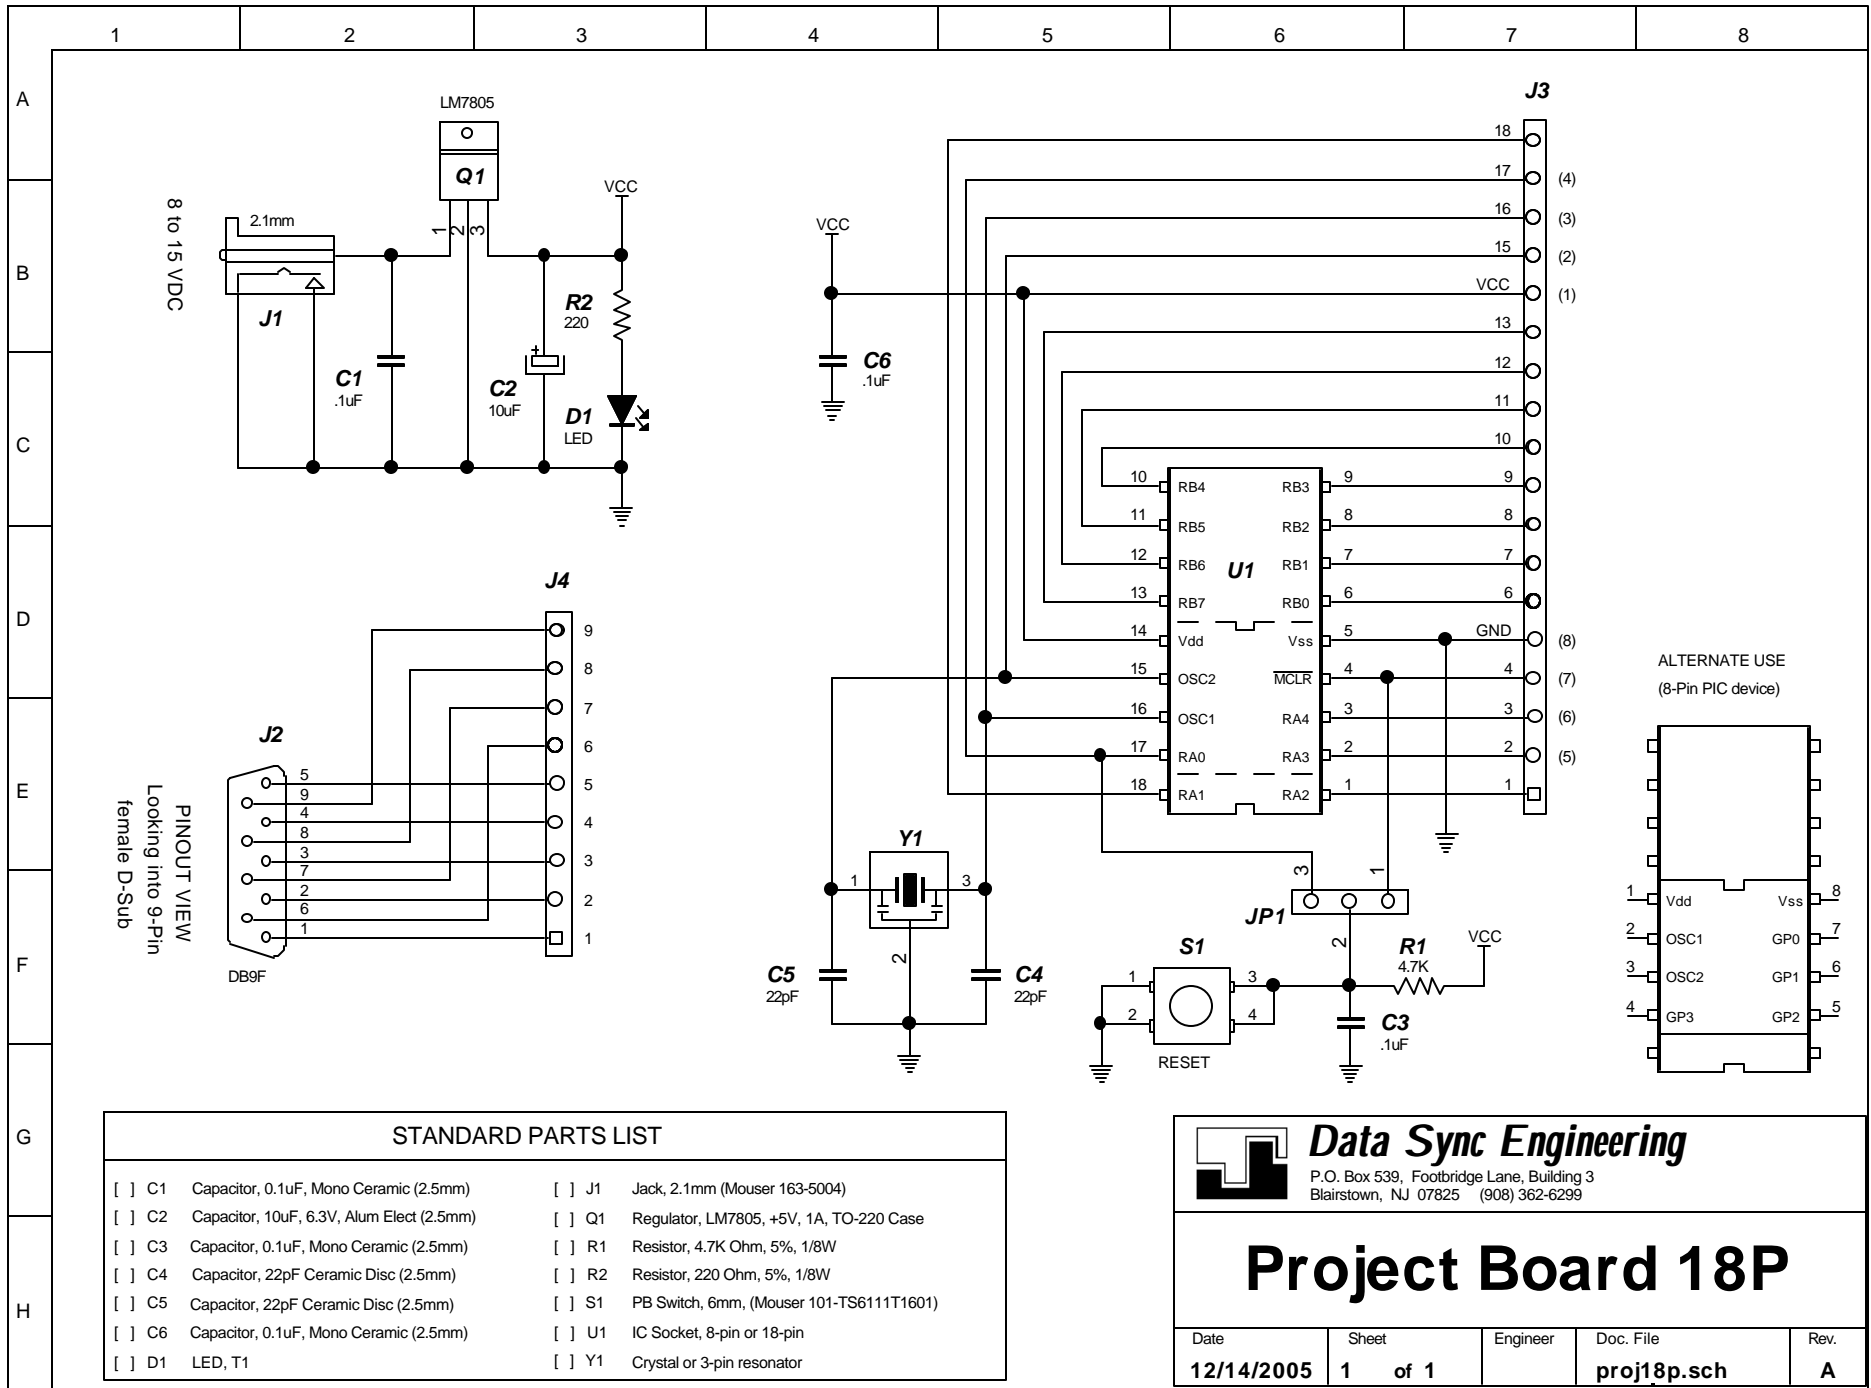 1 2 3 4 5 6 7 8
A
B
C
D
E
F
G
H
LM7805
Q1
1 2 3
VCC
8 to 15 VDC
2.1mm
J1
C1
.1uF
C2
10uF
+
R2
220
D1
LED
VCC
C6
.1uF
J3
18
17 (4)
16 (3)
15 (2)
VCC (1)
13
12
11
10
9
8
7
6
GND (8)
4 (7)
3 (6)
2 (5)
1
U1
10 RB4 RB3 9
11 RB5 RB2 8
12 RB6 RB1 7
13 RB7 RB0 6
14 Vdd Vss 5
15 OSC2 MCLR 4
16 OSC1 RA4 3
17 RA0 RA3 2
18 RA1 RA2 1
J4
9
8
7
6
5
4
3
2
1
J2
5
9
4
8
3
7
2
6
1
DB9F
PINOUT VIEW
Looking into 9-Pin
female D-Sub
Y1
1 3
2
C5
22pF
C4
22pF
3 1
JP1
2
S1
1 3
2 4
RESET
R1
4.7K
VCC
C3
.1uF
ALTERNATE USE
(8-Pin PIC device)
1 Vdd Vss 8
2 OSC1 GP0 7
3 OSC2 GP1 6
4 GP3 GP2 5
STANDARD PARTS LIST
[ ] C1 Capacitor, 0.1uF, Mono Ceramic (2.5mm)
[ ] C2 Capacitor, 10uF, 6.3V, Alum Elect (2.5mm)
[ ] C3 Capacitor, 0.1uF, Mono Ceramic (2.5mm)
[ ] C4 Capacitor, 22pF Ceramic Disc (2.5mm)
[ ] C5 Capacitor, 22pF Ceramic Disc (2.5mm)
[ ] C6 Capacitor, 0.1uF, Mono Ceramic (2.5mm)
[ ] D1 LED, T1
[ ] J1 Jack, 2.1mm (Mouser 163-5004)
[ ] Q1 Regulator, LM7805, +5V, 1A, TO-220 Case
[ ] R1 Resistor, 4.7K Ohm, 5%, 1/8W
[ ] R2 Resistor, 220 Ohm, 5%, 1/8W
[ ] S1 PB Switch, 6mm, (Mouser 101-TS6111T1601)
[ ] U1 IC Socket, 8-pin or 18-pin
[ ] Y1 Crystal or 3-pin resonator
Data Sync Engineering
P.O. Box 539, Footbridge Lane, Building 3
Blairstown, NJ 07825 (908) 362-6299
Project Board 18P
Date Sheet Engineer Doc. File Rev.
12/14/2005 1 of 1 proj18p.sch A